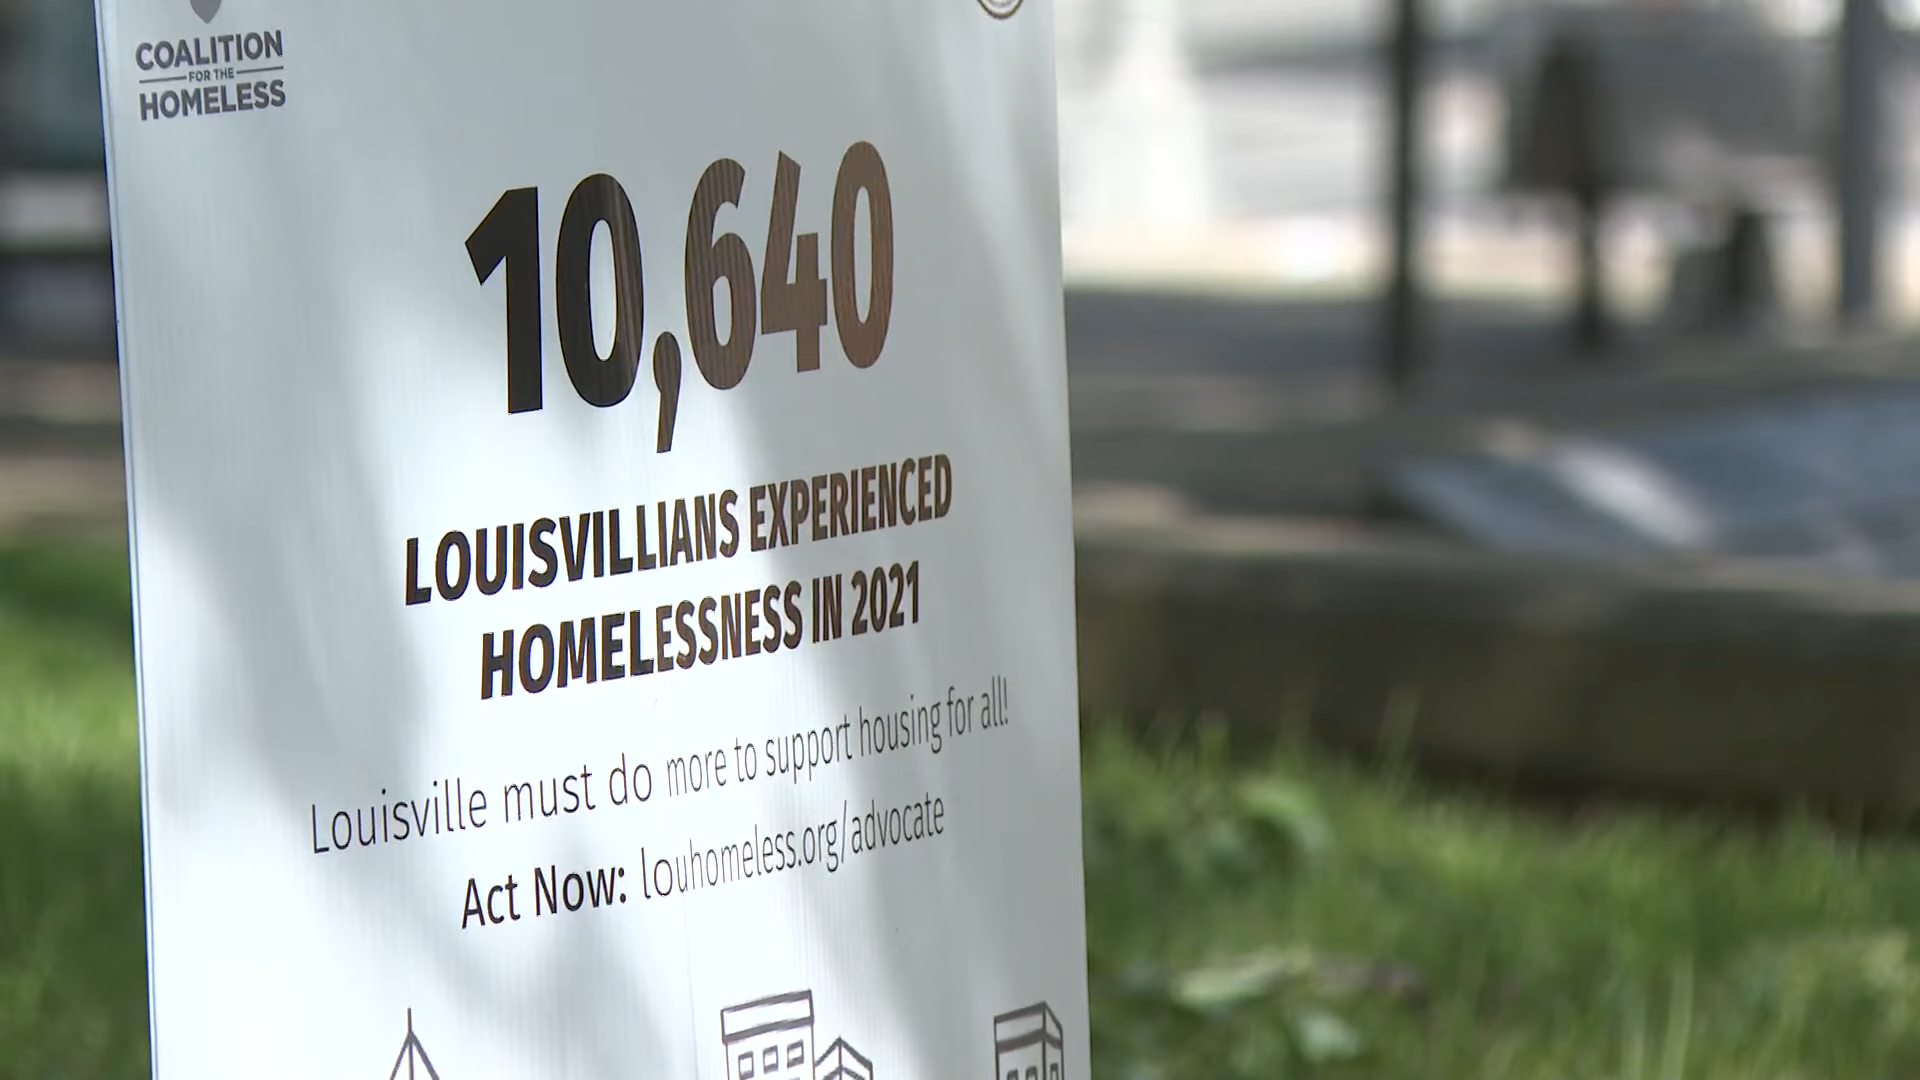 COALITION
FOR THE
HOMELESS
10,640
LOUISVILLIANS EXPERIENCED
HOMELESSNESS IN 2021
Louisville must do more to support housing for all!
Act Now: louhomeless.org/advocate